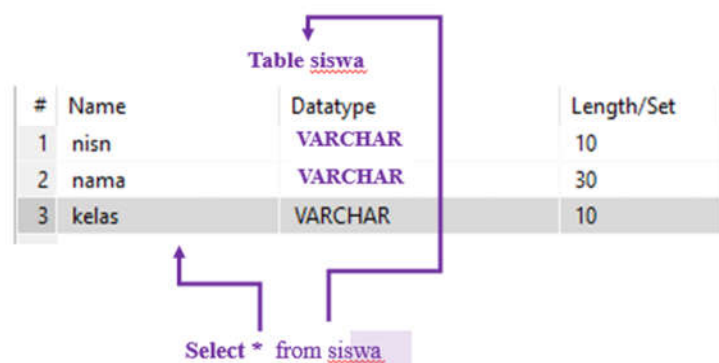 Table siswa
# Name Datatype Length/Set
1 nisn VARCHAR 10
2 nama VARCHAR 30
3 kelas VARCHAR 10
Select * from siswa